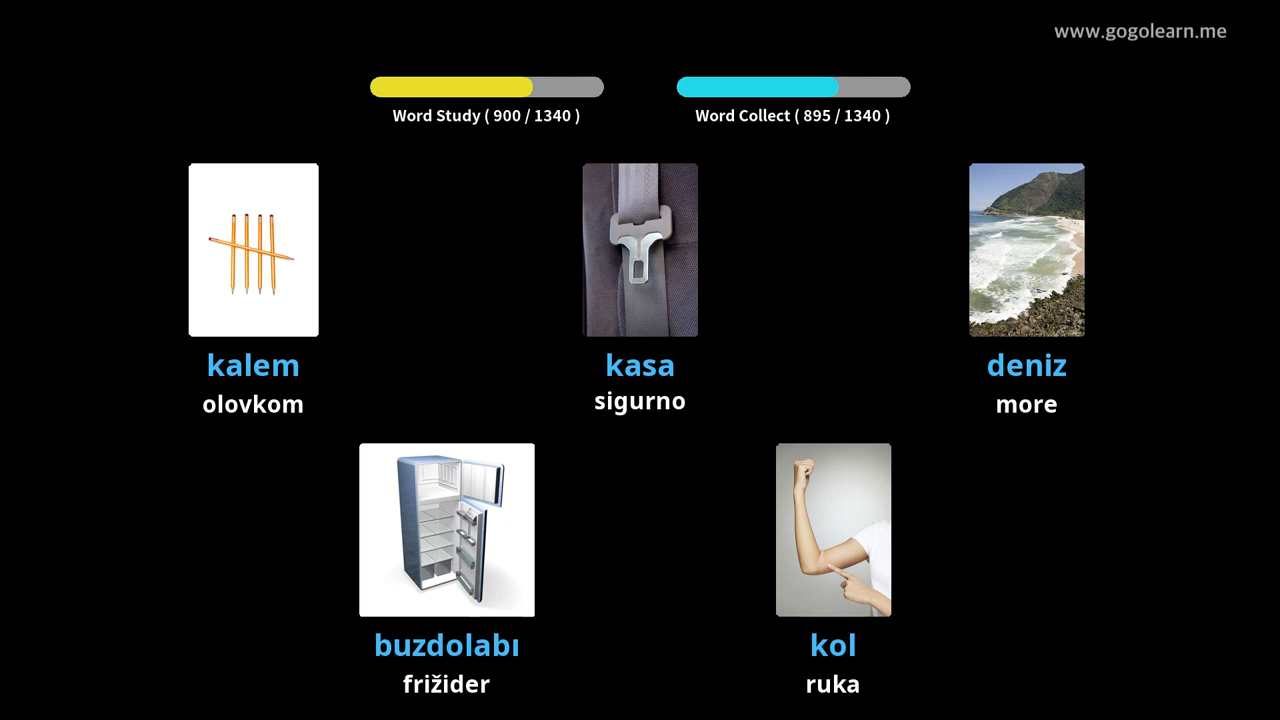 www.gogolearn.me
Word Study ( 900 / 1340 )
Word Collect ( 895 / 1340 )
kalem
olovkom
kasa
sigurno
deniz
more
buzdolabı
frižider
kol
ruka